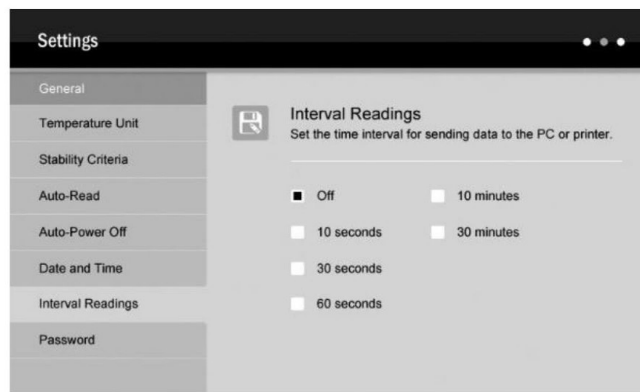 Settings
General
Temperature Unit
Stability Criteria
Auto-Read
Auto-Power Off
Date and Time
Interval Readings
Password
Interval Readings
Set the time interval for sending data to the PC or printer.
Off
10 minutes
10 seconds
30 minutes
30 seconds
60 seconds